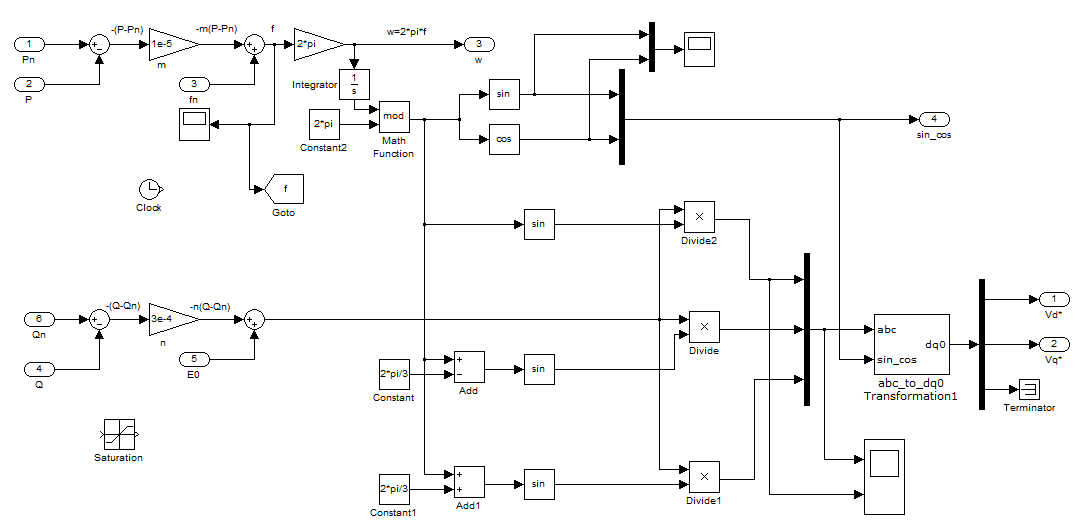 -(P-Pn)
-m(P-Pn)
f
w=2*pi*f
1
Pn
1e-5
m
2*pi
3
w
2
P
3
fn
Integrator
1
s
sin
2*pi
Constant2
mod
Math
Function
cos
4
sin_cos
Clock
f
Goto
sin
×
Divide2
-(Q-Qn)
-n(Q-Qn)
6
Qn
3e-4
n
×
Divide
abc
dq0
sin_cos
abc_to_dq0
Transformation1
1
Vd*
2
Vq*
4
Q
5
E0
2*pi/3
Constant
Add
sin
Terminator
Saturation
2*pi/3
Constant1
Add1
sin
×
Divide1